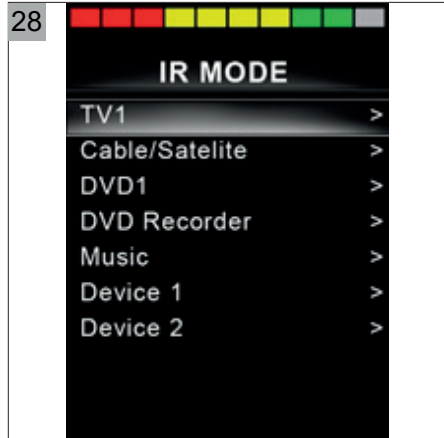 28
IR MODE
TV1 >
Cable/Satelite >
DVD1 >
DVD Recorder >
Music >
Device 1 >
Device 2 >